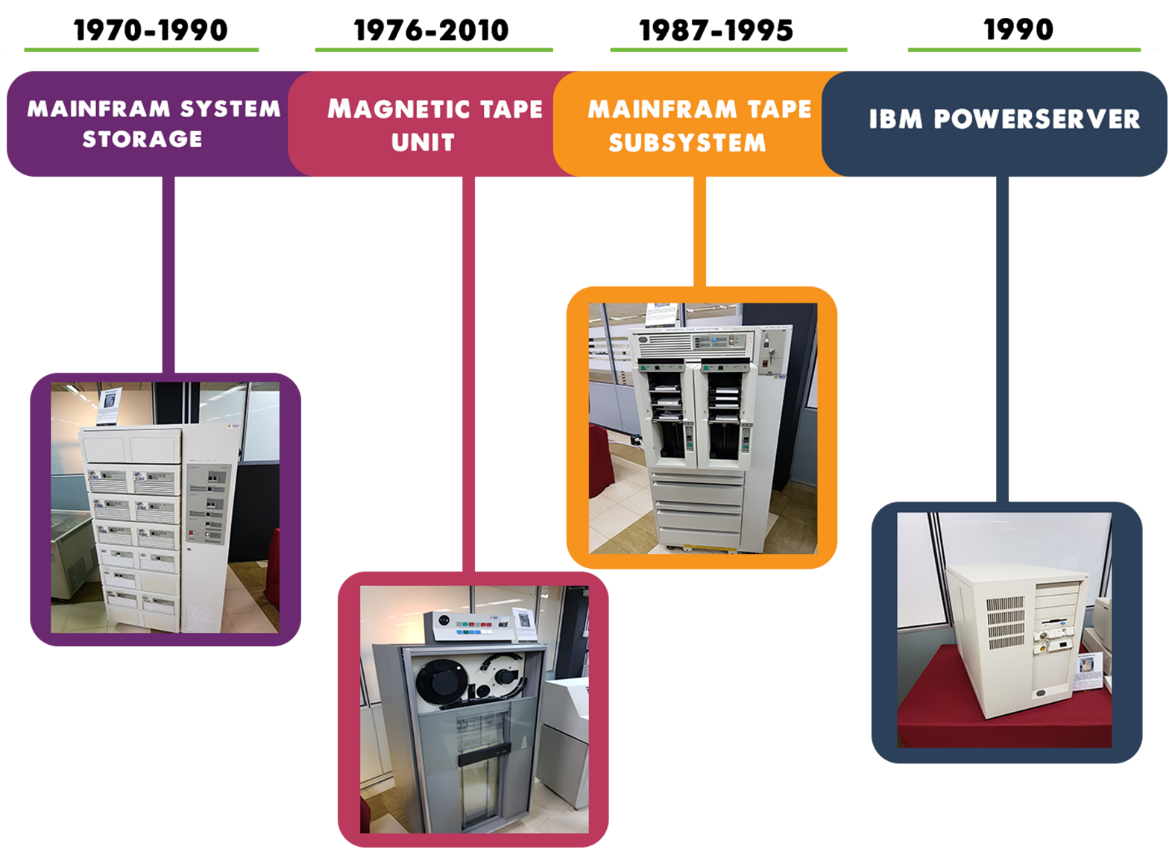 1970-1990
1976-2010
1987-1995
1990
MAINFRAM SYSTEM
STORAGE
MAGNETIC TAPE
UNIT
MAINFRAM TAPE
SUBSYSTEM
IBM POWERSERVER